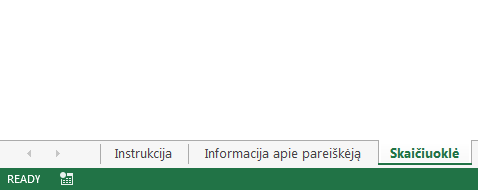 Instrukcija Informacija apie pareiškėją Skaičiuoklė
READY